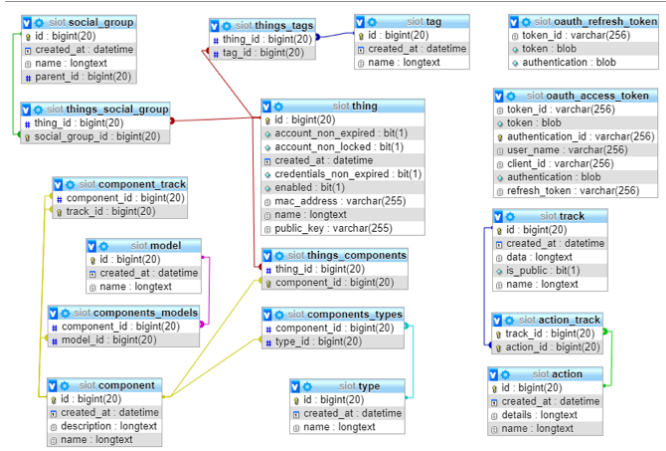 siot social_group
id : bigint(20)
created_at : datetime
name : longtext
parent_id : bigint(20)
siot things_tags
thing_id : bigint(20)
tag_id : bigint(20)
siot tag
id : bigint(20)
created_at : datetime
name : longtext
siot oauth_refresh_token
token_id : varchar(256)
token : blob
authentication : blob
siot things_social_group
thing_id : bigint(20)
social_group_id : bigint(20)
siot thing
id : bigint(20)
account_non_expired : bit(1)
account_non_locked : bit(1)
created_at : datetime
credentials_non_expired : bit(1)
enabled : bit(1)
mac_address : varchar(255)
name : longtext
public_key : varchar(255)
siot oauth_access_token
token_id : varchar(256)
token : blob
authentication_id : varchar(256)
user_name : varchar(256)
client_id : varchar(256)
authentication : blob
refresh_token : varchar(256)
siot component_track
component_id : bigint(20)
track_id : bigint(20)
siot model
id : bigint(20)
created_at : datetime
name : longtext
siot things_components
thing_id : bigint(20)
component_id : bigint(20)
siot track
id : bigint(20)
created_at : datetime
data : longtext
is_public : bit(1)
name : longtext
siot components_models
component_id : bigint(20)
model_id : bigint(20)
siot components_types
component_id : bigint(20)
type_id : bigint(20)
siot action_track
track_id : bigint(20)
action_id : bigint(20)
siot component
id : bigint(20)
created_at : datetime
description : longtext
name : longtext
siot type
id : bigint(20)
created_at : datetime
name : longtext
siot action
id : bigint(20)
created_at : datetime
details : longtext
name : longtext